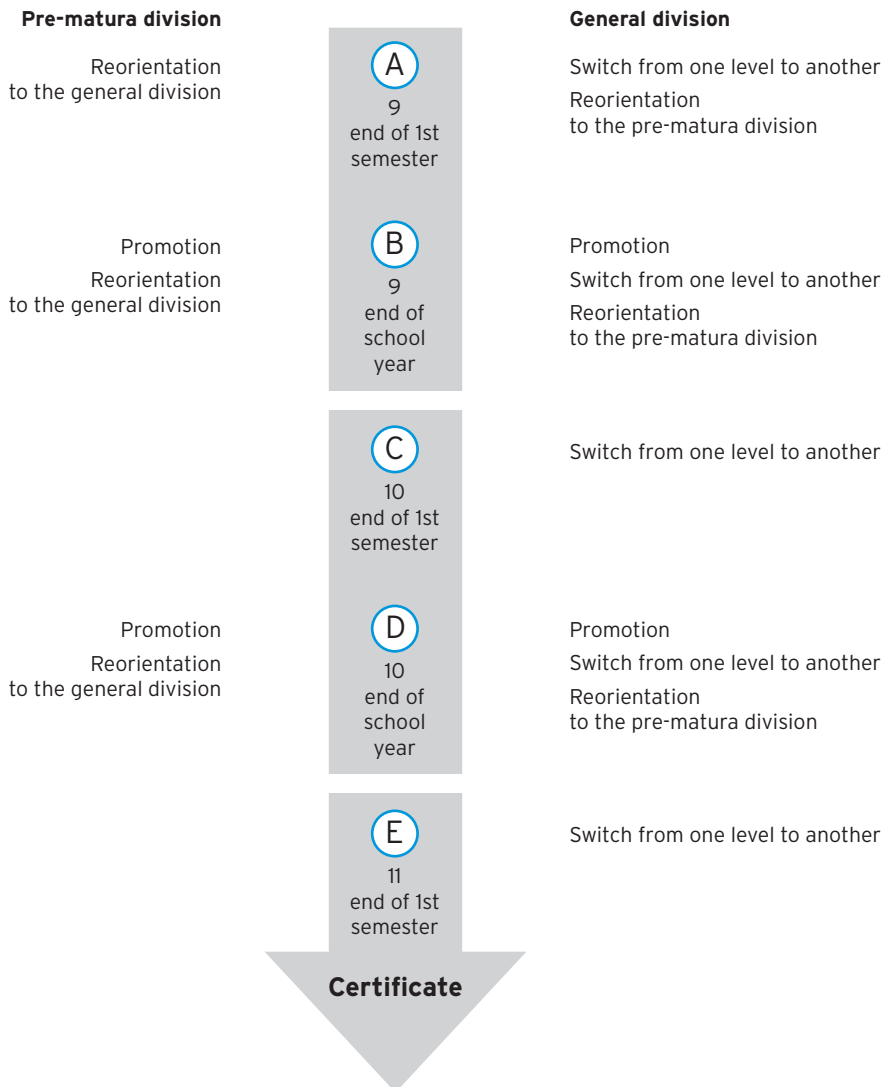 Pre-matura division
General division
Reorientation
to the general division
A
9
end of 1st
semester
Switch from one level to another
Reorientation
to the pre-matura division
Promotion
Reorientation
to the general division
B
9
end of
school
year
Promotion
Switch from one level to another
Reorientation
to the pre-matura division
C
10
end of 1st
semester
Switch from one level to another
Promotion
Reorientation
to the general division
D
10
end of
school
year
Promotion
Switch from one level to another
Reorientation
to the pre-matura division
E
11
end of 1st
semester
Switch from one level to another
Certificate